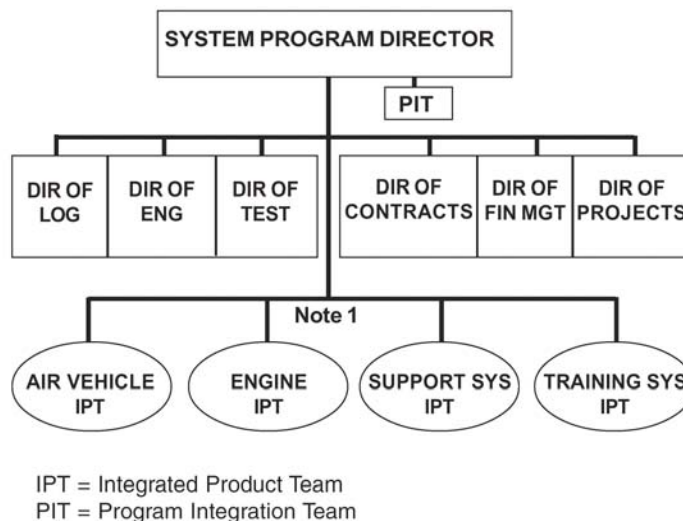 SYSTEM PROGRAM DIRECTOR
PIT
DIR OF
LOG
DIR OF
ENG
DIR OF
TEST
DIR OF
CONTRACTS
DIR OF
FIN MGT
DIR OF
PROJECTS
Note 1
AIR VEHICLE
IPT
ENGINE
IPT
SUPPORT SYS
IPT
TRAINING SYS
IPT
IPT = Integrated Product Team
PIT = Program Integration Team